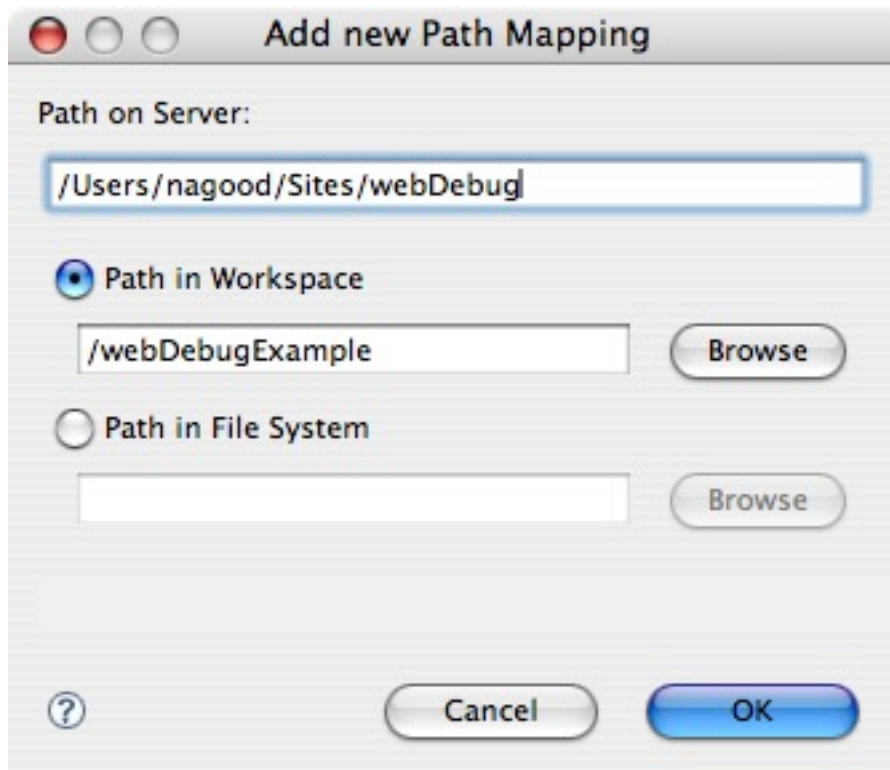 Add new Path Mapping
Path on Server:
/Users/nagood/Sites/webDebug
Path in Workspace
/webDebugExample
Browse
Path in File System
Browse
?
Cancel
OK